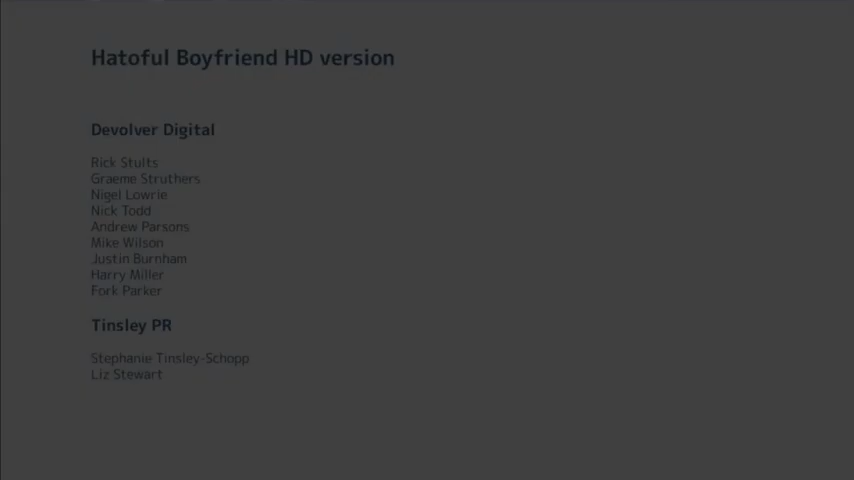 Hatoful Boyfriend HD version
Devolver Digital
Rick Stults
Graeme Struthers
Nigel Lowrie
Nick Todd
Andrew Parsons
Mike Wilson
Justin Burnham
Harry Miller
Fork Parker
Tinsley PR
Stephanie Tinsley-Schopp
Liz Stewart